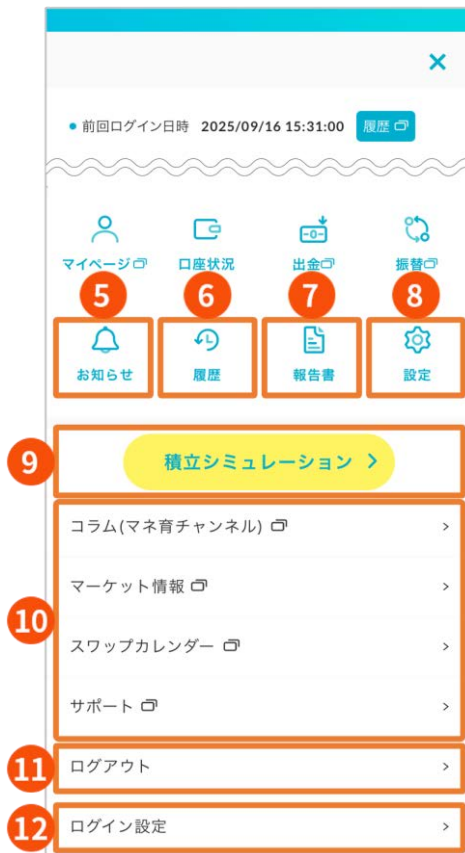 前回ログイン日時 2025/09/16 15:31:00 履歴
マイページ 口座状況 出金 振替
5 6 7 8
お知らせ 履歴 報告書 設定
9 積立シミュレーション
コラム(マネ育チャンネル)
マーケット情報
10
スワップカレンダー
サポート
11 ログアウト
12 ログイン設定